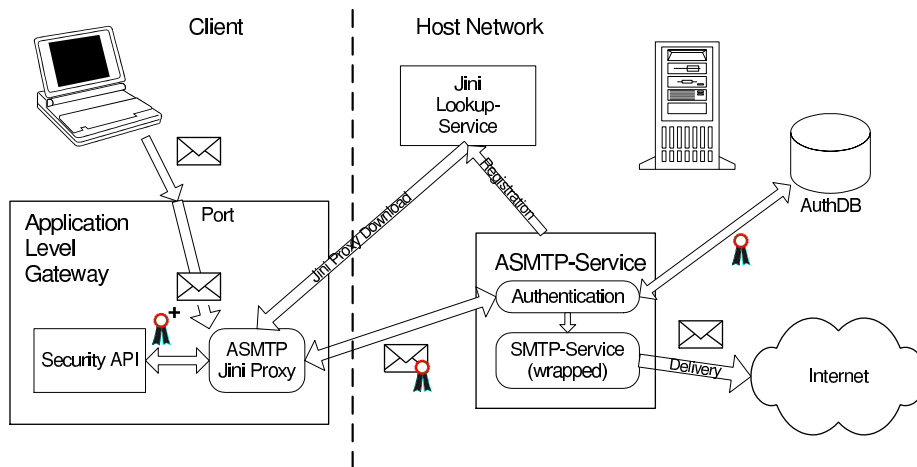 Client
Host Network
Jini
Lookup-
Service
AuthDB
Port
Application
Level
Gateway
Jini Proxy Download
Registration
ASMTP-Service
Authentication
SMTP-Service
(wrapped)
Delivery
Internet
+
Security API
ASMTP
Jini Proxy